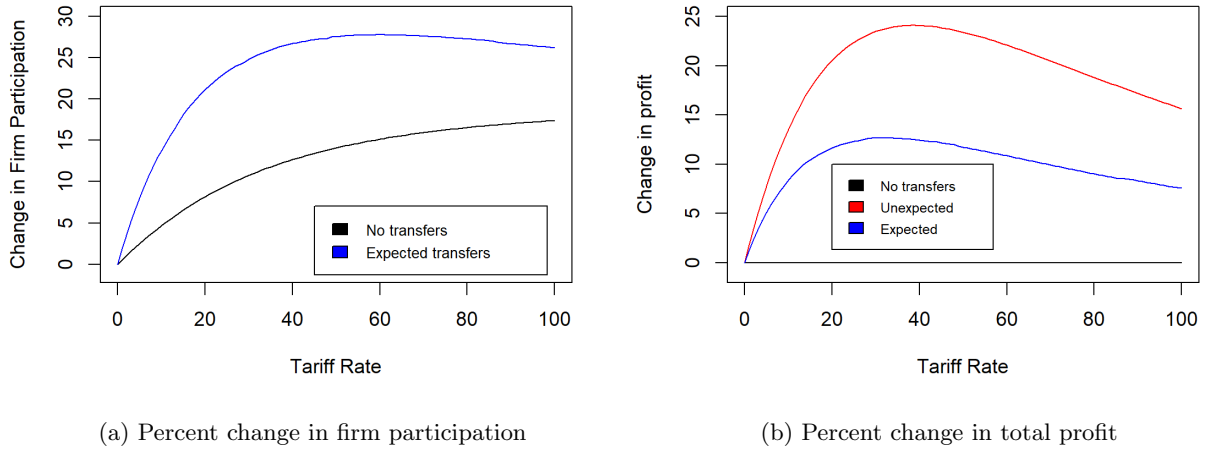 Change in Firm Participation
30
25
20
15
10
5
0
No transfers
Expected transfers
0 20 40 60 80 100
Tariff Rate
(a) Percent change in firm participation
Change in profit
25
20
15
10
5
0
No transfers
Unexpected
Expected
0 20 40 60 80 100
Tariff Rate
(b) Percent change in total profit